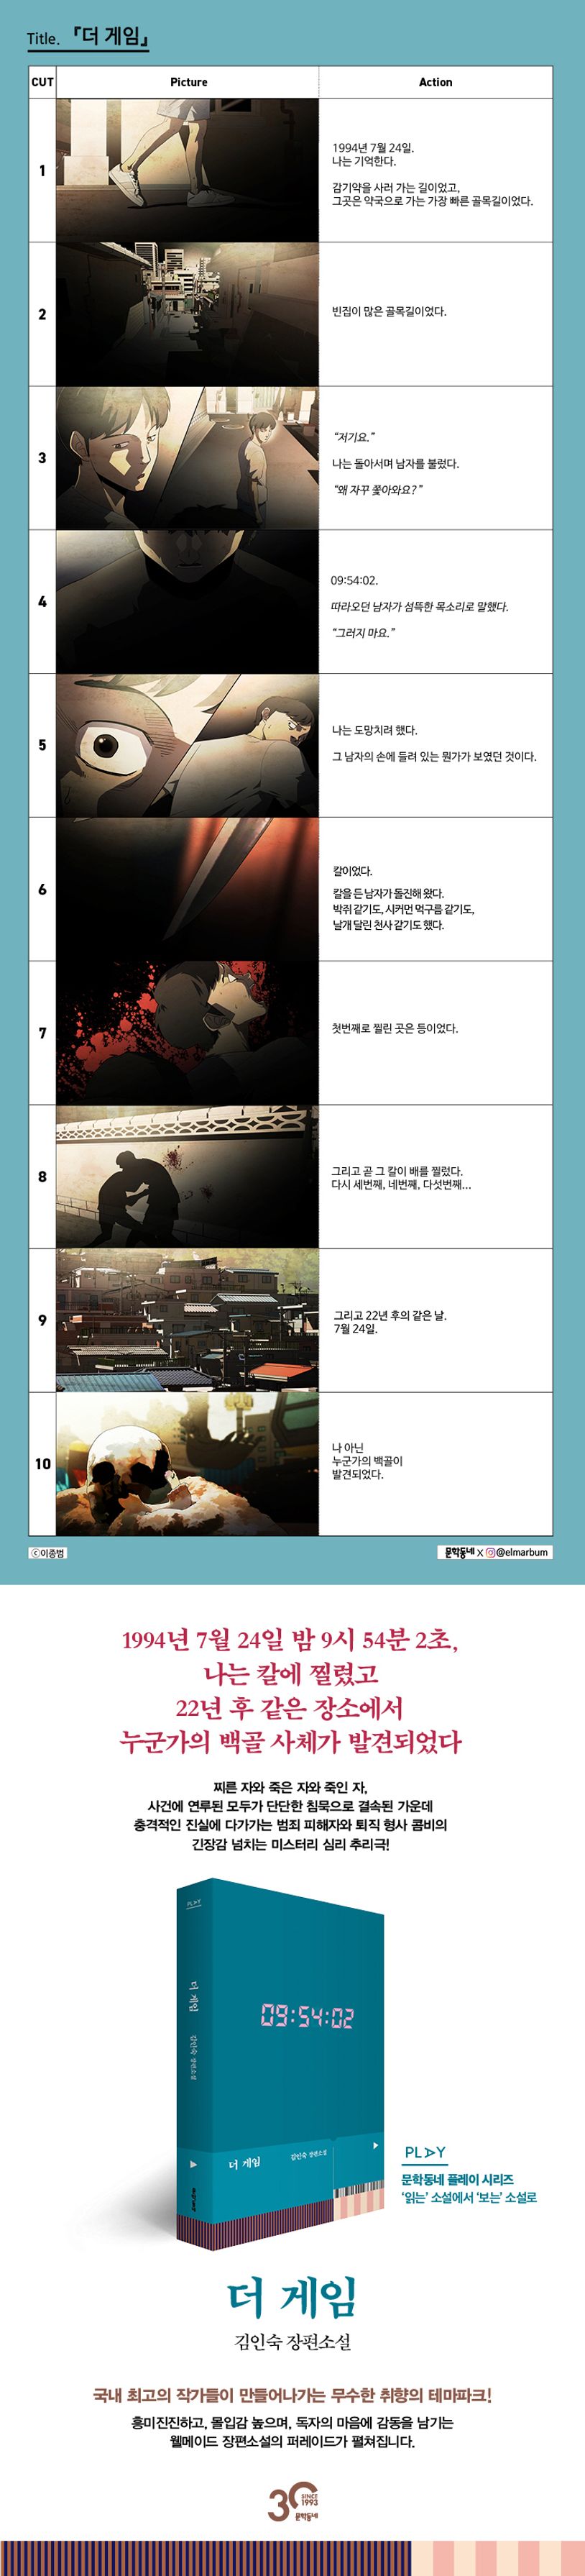 Title. 『더 게임』
CUT
Picture
Action
1
1994년 7월 24일.
나는 기억한다.
감기약을 사러 가는 길이었고,
그곳은 약국으로 가는 가장 빠른 골목길이었다.
2
빈집이 많은 골목길이었다.
3
“저기요.”
나는 돌아서며 남자를 불렀다.
“왜 자꾸 쫓아와요?”
4
09:54:02.
따라오던 남자가 섬뜩한 목소리로 말했다.
“그러지 마요.”
5
나는 도망치려 했다.
그 남자의 손에 들려 있는 뭔가가 보였던 것이다.
6
칼이었다.
칼을 든 남자가 돌진해 왔다.
박쥐 같기도, 시커먼 먹구름 같기도,
날개 달린 천사 같기도 했다.
7
첫번째로 찔린 곳은 등이었다.
8
그리고 곧 그 칼이 배를 찔렀다.
다시 세번째, 네번째, 다섯번째...
9
그리고 22년 후의 같은 날.
7월 24일.
10
나 아닌
누군가의 백골이
발견되었다.
ⓒ이종범
문학동네 X @elmarbum
1994년 7월 24일 밤 9시 54분 2초,
나는 칼에 찔렸고
22년 후 같은 장소에서
누군가의 백골 사체가 발견되었다
찌른 자와 죽은 자와 죽인 자,
사건에 연루된 모두가 단단한 침묵으로 결속된 가운데
충격적인 진실에 다가가는 범죄 피해자와 퇴직 형사 콤비의
긴장감 넘치는 미스터리 심리 추리극!
PLAY
더 게임
김인숙 장편소설
문학동네
09:54:02
더 게임
김인숙 장편소설
PLAY
문학동네 플레이 시리즈
‘읽는’ 소설에서 ‘보는’ 소설로
더 게임
김인숙 장편소설
국내 최고의 작가들이 만들어나가는 무수한 취향의 테마파크!
흥미진진하고, 몰입감 높으며, 독자의 마음에 감동을 남기는
웰메이드 장편소설의 퍼레이드가 펼쳐집니다.
30
SINCE
1993
문학동네